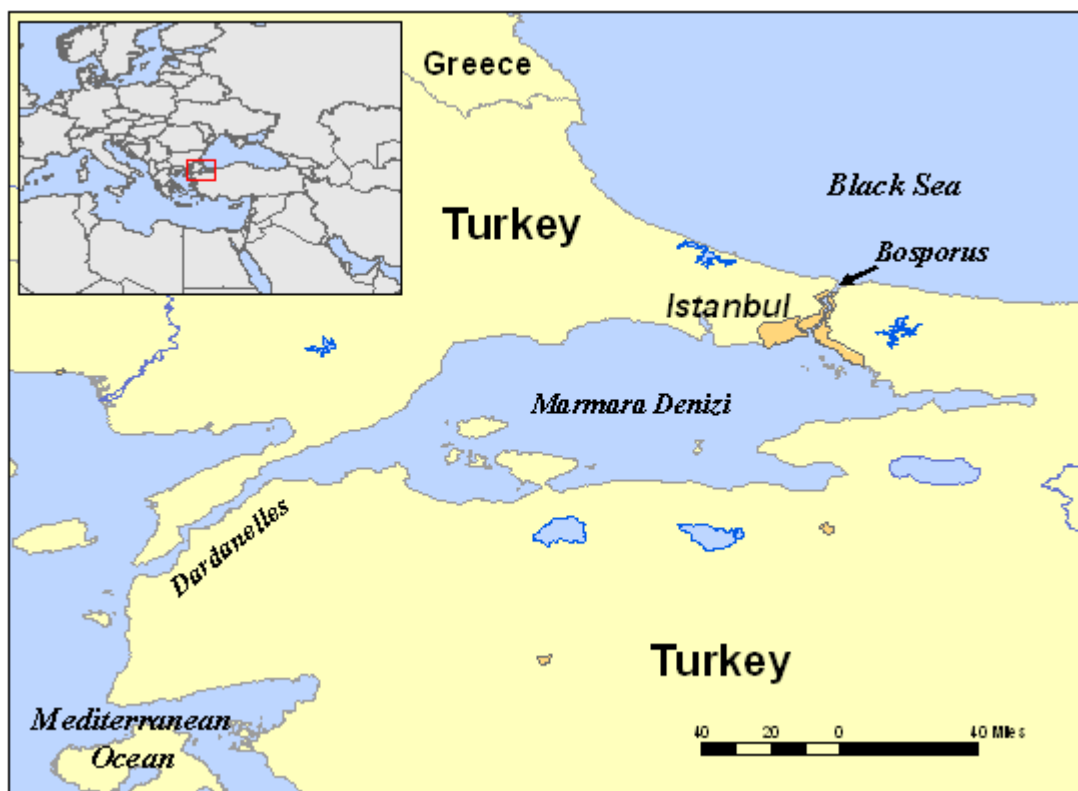 Greece
Black Sea
Turkey
Bosporus
Istanbul
Marmara Denizi
Dardanelles
Turkey
Mediterranean
Ocean
40 20 0 40 Miles